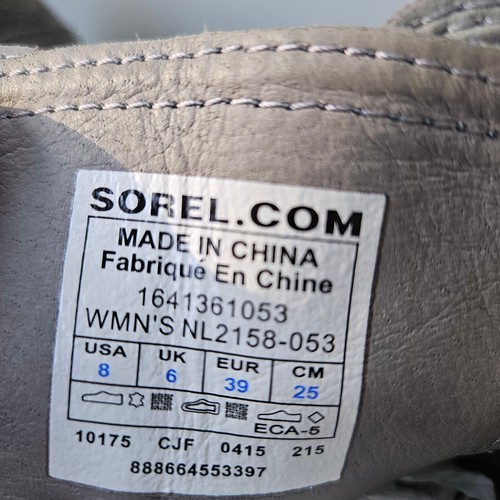 SOREL.COM
MADE IN CHINA
Fabriqué En Chine
1641361053
WMN'S NL2158-053
USA UK EUR CM
8 6 39 25
ECA-5
10175 CJF 0415 215
888664553397